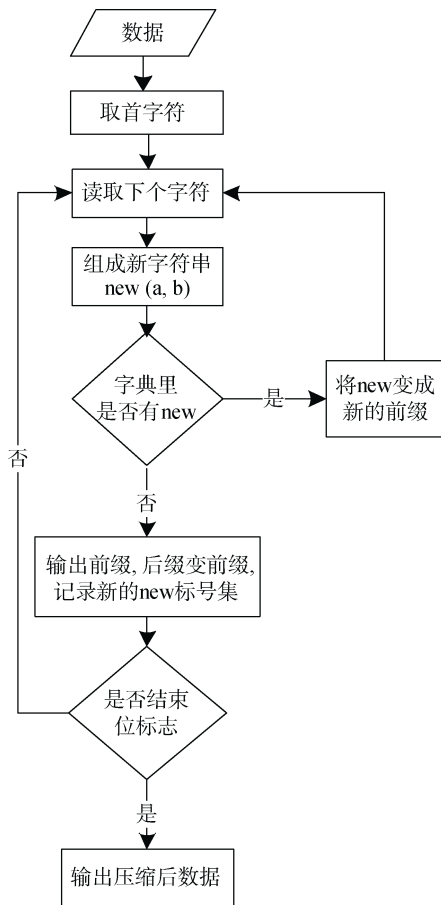 数据
取首字符
读取下个字符
组成新字符串
new (a, b)
字典里
是否有new
是
将new变成
新的前缀
否
否
输出前缀, 后缀变前缀,
记录新的new标号集
是否结束
位标志
是
输出压缩后数据